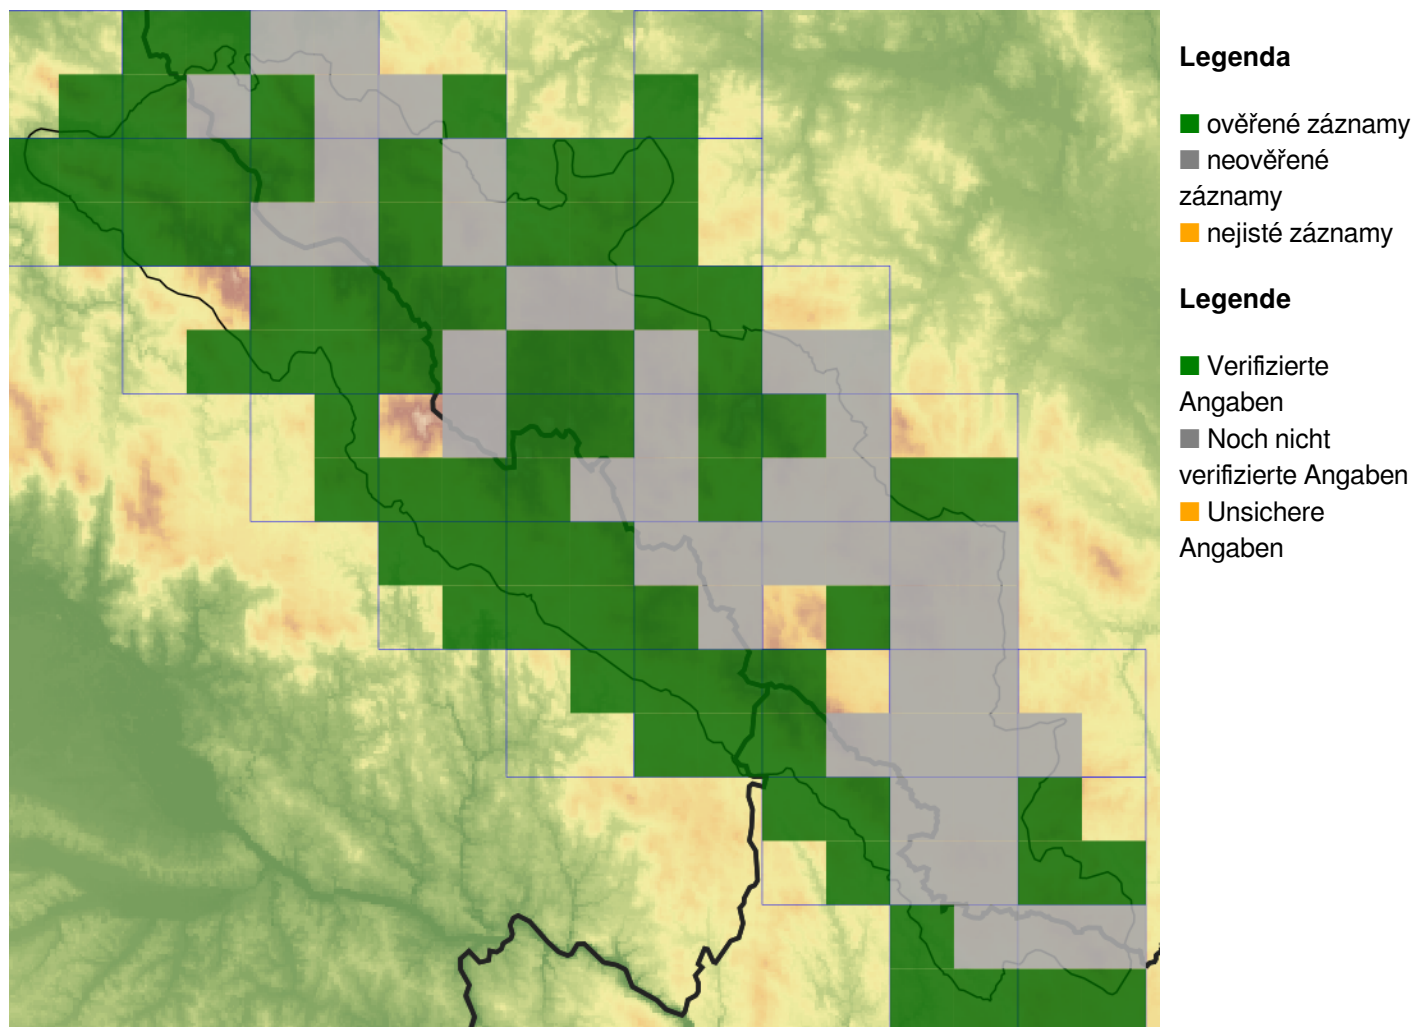 Legenda
ověřené záznamy
neověřené
záznamy
nejisté záznamy
Legende
Verifizierte
Angaben
Noch nicht
verifizierte Angaben
Unsichere
Angaben